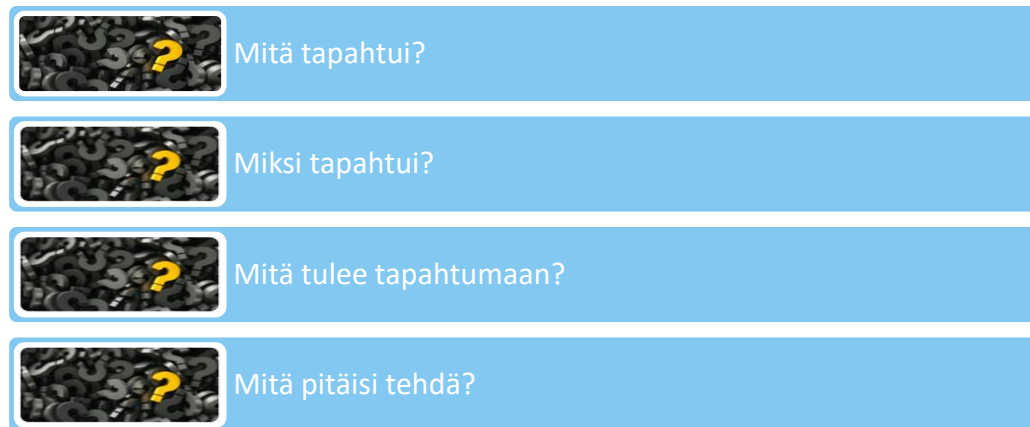 Mitä tapahtui?
Miksi tapahtui?
Mitä tulee tapahtumaan?
Mitä pitäisi tehdä?